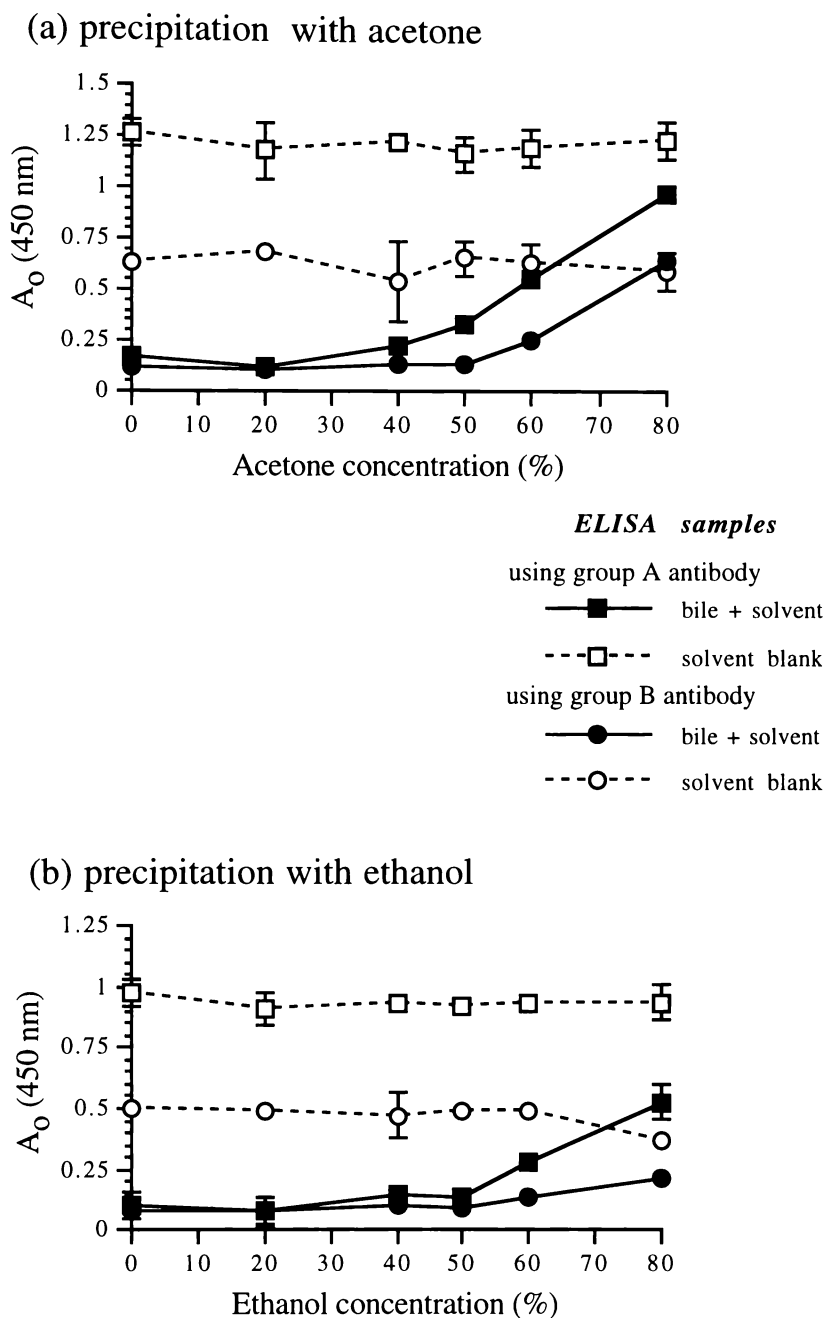 (a) precipitation with acetone
1.5
1.25
1
0.75
0.5
0.25
0
A₀ (450 nm)
0 10 20 30 40 50 60 70 80
Acetone concentration (%)
ELISA samples
using group A antibody
bile + solvent
solvent blank
using group B antibody
bile + solvent
solvent blank
(b) precipitation with ethanol
1.25
1
0.75
0.5
0.25
0
A₀ (450 nm)
0 10 20 30 40 50 60 70 80
Ethanol concentration (%)